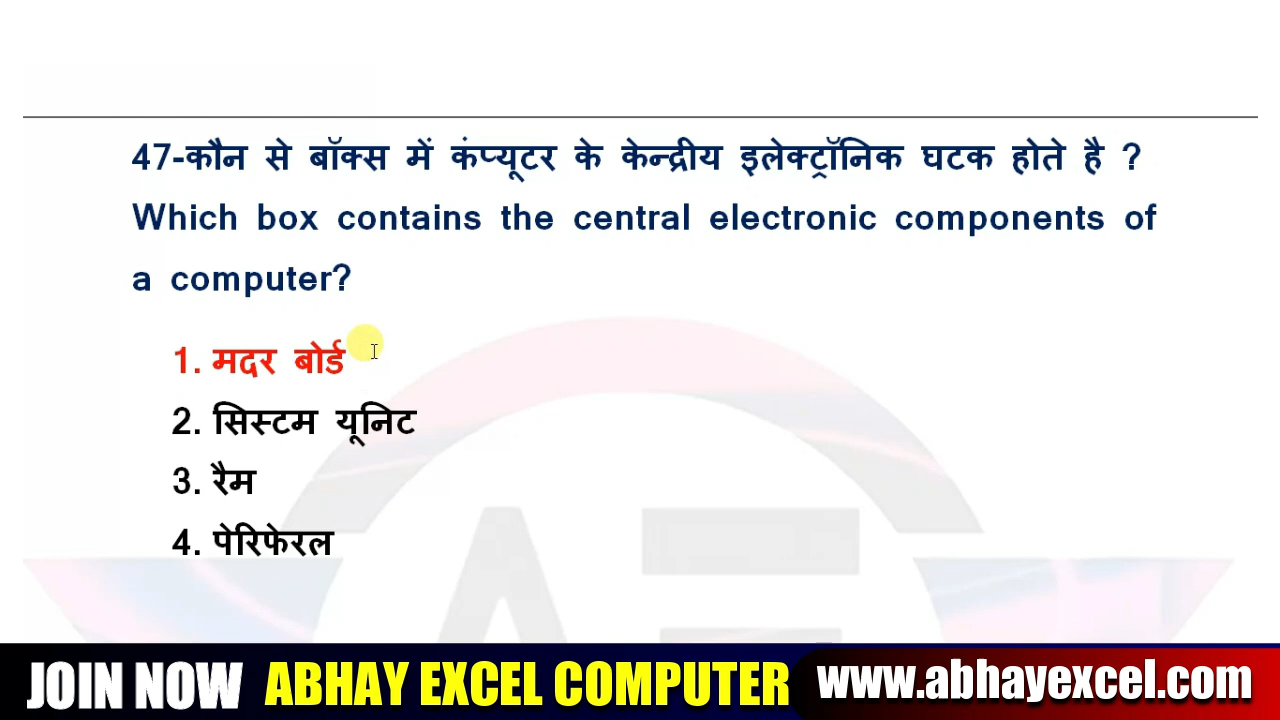 47-कौन से बॉक्स में कंप्यूटर के केन्द्रीय इलेक्ट्रॉनिक घटक होते है ?
Which box contains the central electronic components of
a computer?
1. मदर बोर्ड
2. सिस्टम यूनिट
3. रैम
4. पेरिफेरल
JOIN NOW ABHAY EXCEL COMPUTER www.abhayexcel.com